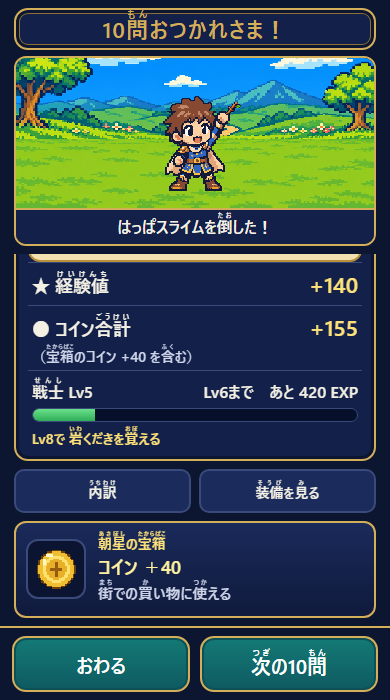 10問おつかれさま！
はっぱスライムを倒した！
★ 経験値 +140
● コイン合計 +155
（宝箱のコイン +40 を含む）
戦士 Lv5 Lv6まで あと 420 EXP
Lv8で 岩くだきを覚える
内訳 装備を見る
朝星の宝箱
コイン ＋40
街での買い物に使える
おわる 次の10問